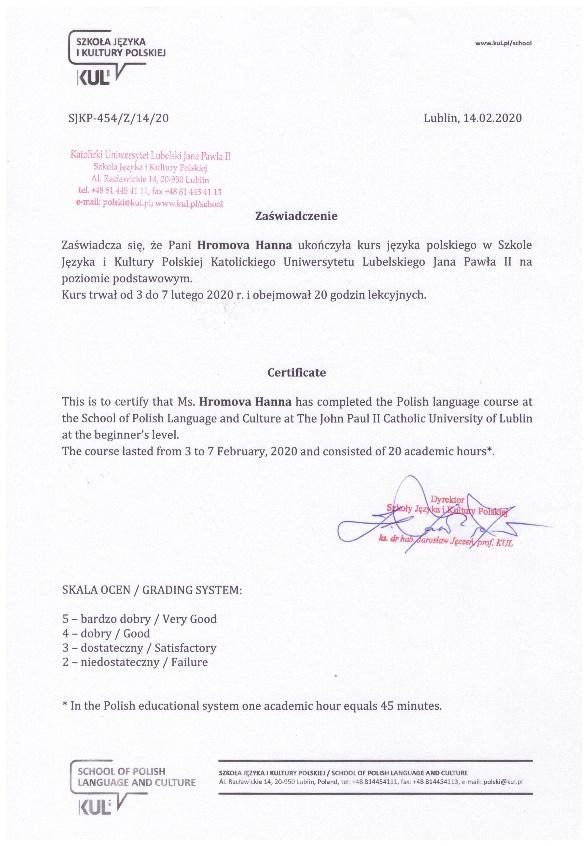 SZKOŁA JĘZYKA
I KULTURY POLSKIEJ
KUL
www.kul.pl/school
SJKP-454/Z/14/20
Lublin, 14.02.2020
Katolicki Uniwersytet Lubelski Jana Pawła II
Szkoła Języka i Kultury Polskiej
Al. Racławickie 14, 20-950 Lublin
tel. +48 81 445 41 11, fax +48 81 445 41 13
e-mail: polski@kul.pl; www.kul.pl/school
Zaświadczenie
Zaświadcza się, że Pani Hromova Hanna ukończyła kurs języka polskiego w Szkole
Języka i Kultury Polskiej Katolickiego Uniwersytetu Lubelskiego Jana Pawła II na
poziomie podstawowym.
Kurs trwał od 3 do 7 lutego 2020 r. i obejmował 20 godzin lekcyjnych.
Certificate
This is to certify that Ms. Hromova Hanna has completed the Polish language course at
the School of Polish Language and Culture at The John Paul II Catholic University of Lublin
at the beginner's level.
The course lasted from 3 to 7 February, 2020 and consisted of 20 academic hours*.
Dyrektor
Szkoły Języka i Kultury Polskiej
ks. dr hab. Jarosław Jęczeń, prof. KUL
SKALA OCEN / GRADING SYSTEM:
5 – bardzo dobry / Very Good
4 – dobry / Good
3 – dostateczny / Satisfactory
2 – niedostateczny / Failure
* In the Polish educational system one academic hour equals 45 minutes.
SCHOOL OF POLISH
LANGUAGE AND CULTURE
KUL
SZKOŁA JĘZYKA I KULTURY POLSKIEJ / SCHOOL OF POLISH LANGUAGE AND CULTURE
Al. Racławickie 14, 20-950 Lublin, Poland, tel: +48 814454111, fax: +48 814454113, e-mail: polski@kul.pl